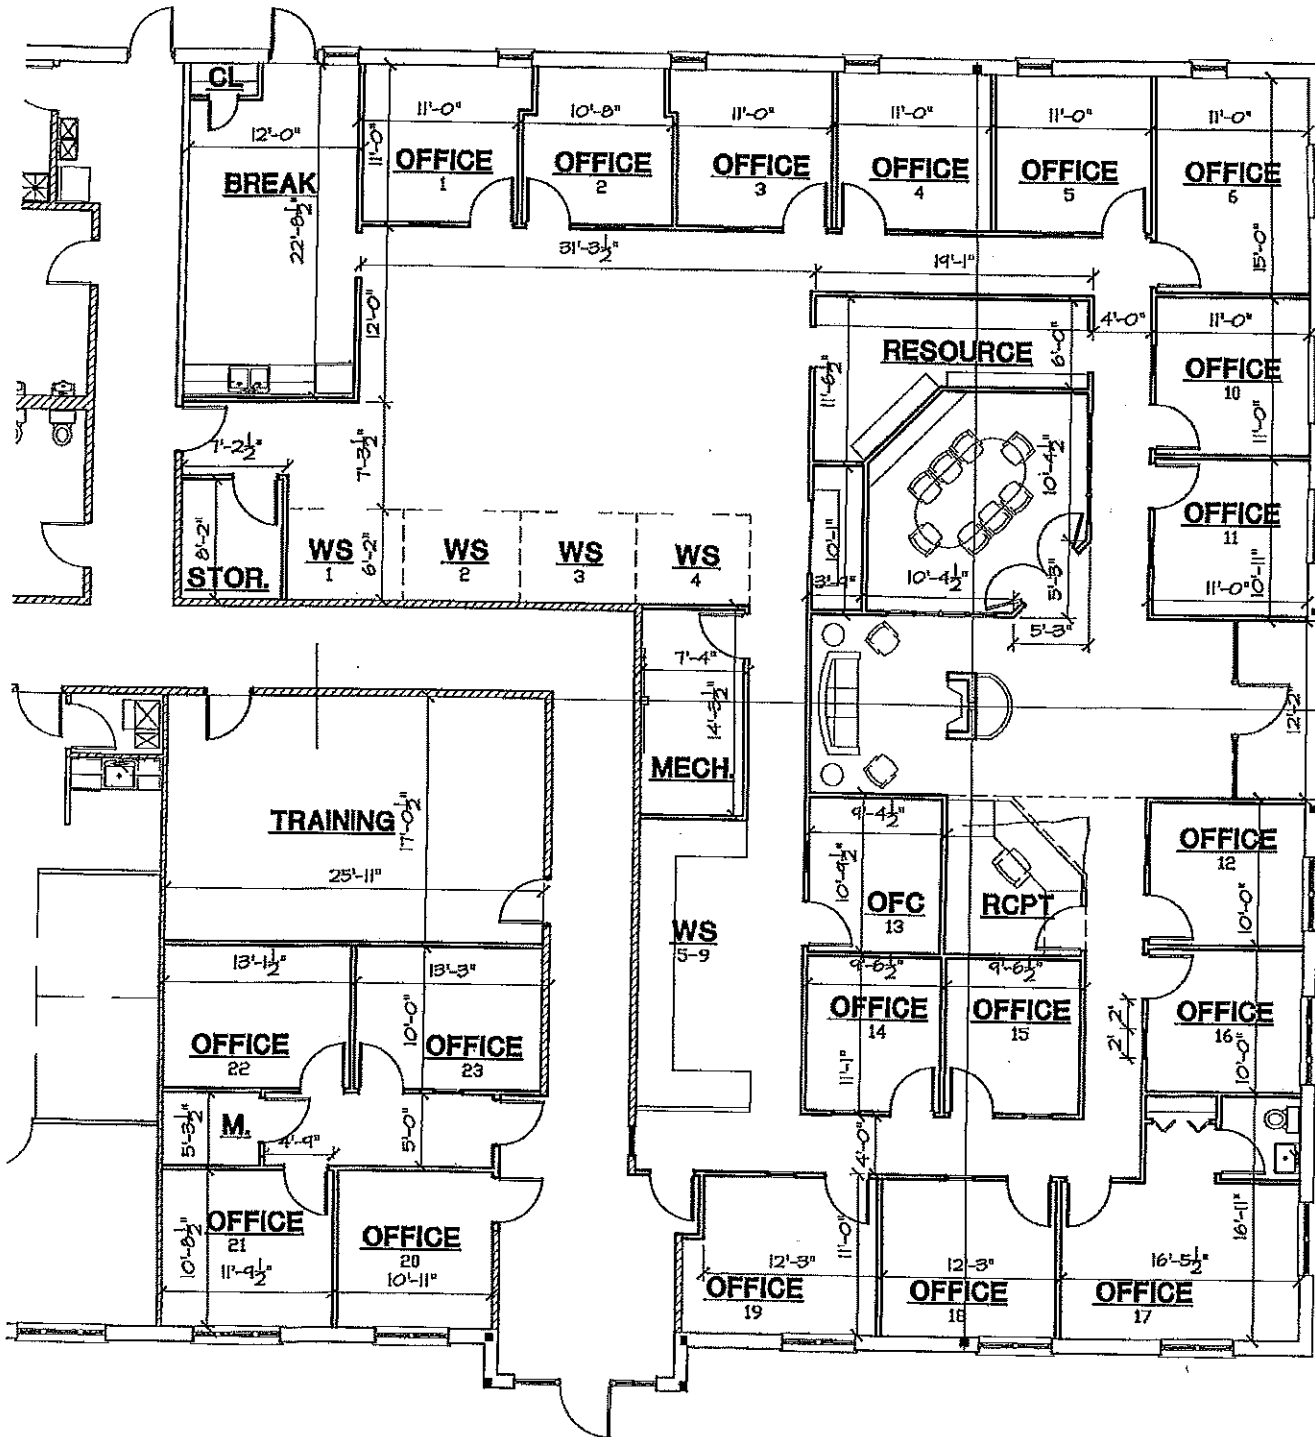 CL
11'-0"
10'-8"
11'-0"
11'-0"
11'-0"
11'-0"
12'-0"
11'-0"
BREAK
22'-8½"
OFFICE
1
OFFICE
2
OFFICE
3
OFFICE
4
OFFICE
5
OFFICE
6
15'-0"
31'-3½"
19'-1"
12'-0"
4'-0"
11'-0"
RESOURCE
6'-0"
11'-6½"
OFFICE
10
11'-0"
7'-2½"
7'-3½"
10'-4½"
OFFICE
11
10'-11"
11'-0"
8'-2"
STOR.
WS
1
6'-2"
WS
2
WS
3
WS
4
10'-1"
3'-9"
10'-4½"
5'-3"
5'-3"
7'-4"
14'-5½"
MECH.
12'-2"
TRAINING
17'-0½"
25'-11"
9'-4½"
10'-9½"
OFC
13
RCPT
OFFICE
12
10'-0"
WS
5-9
13'-1½"
13'-3"
10'-0"
OFFICE
22
OFFICE
23
9'-6½"
9'-6½"
OFFICE
14
11'-1"
OFFICE
15
2'
2'
OFFICE
16
10'-0"
5'-3½"
M.
4'-9"
5'-0"
4'-0"
OFFICE
21
11'-9½"
10'-8½"
OFFICE
20
10'-11"
11'-0"
12'-3"
OFFICE
19
12'-3"
OFFICE
18
16'-11"
16'-5½"
OFFICE
17